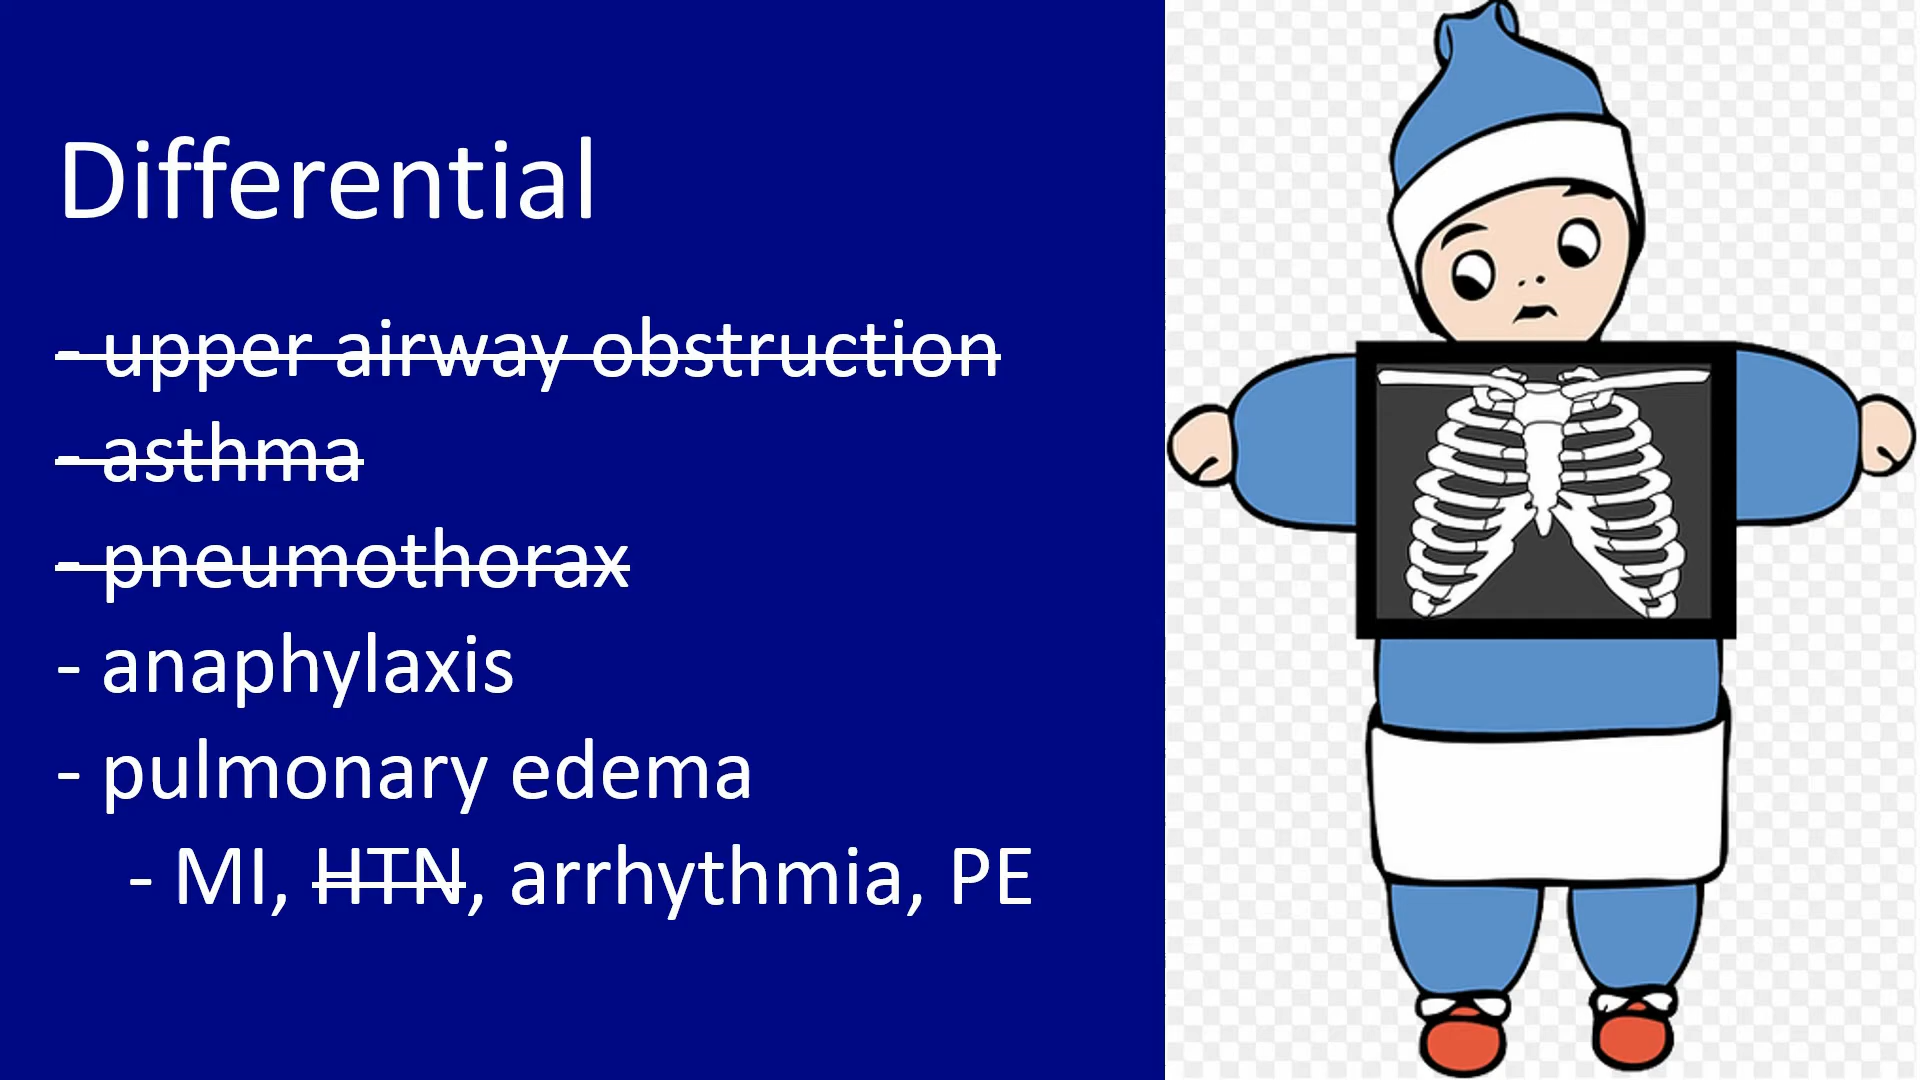 Differential
- upper airway obstruction
- asthma
- pneumothorax
- anaphylaxis
- pulmonary edema
- MI, HTN, arrhythmia, PE